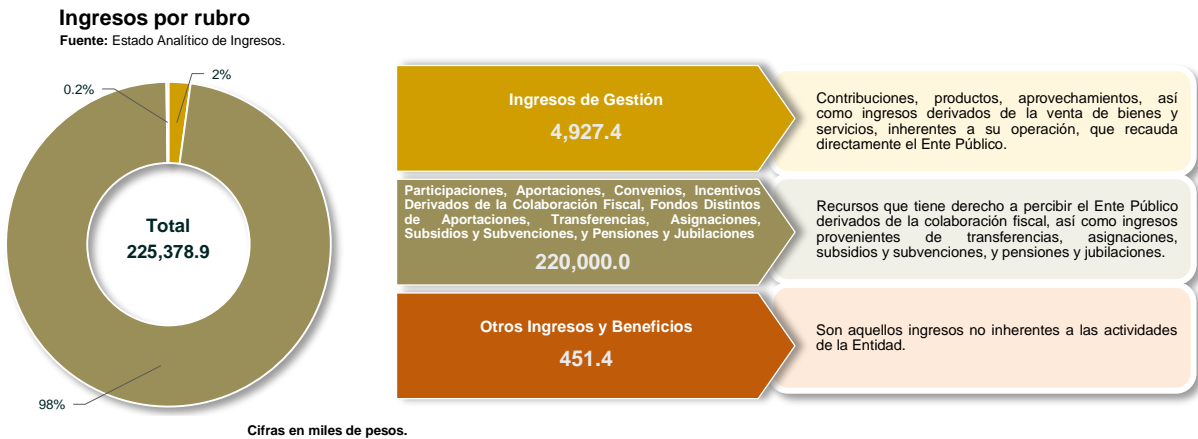 Ingresos por rubro
Fuente: Estado Analítico de Ingresos.
2%
0.2%
Total
225,378.9
98%
Ingresos de Gestión
4,927.4
Contribuciones, productos, aprovechamientos, así
como ingresos derivados de la venta de bienes y
servicios, inherentes a su operación, que recauda
directamente el Ente Público.
Participaciones, Aportaciones, Convenios, Incentivos
Derivados de la Colaboración Fiscal, Fondos Distintos
de Aportaciones, Transferencias, Asignaciones,
Subsidios y Subvenciones, y Pensiones y Jubilaciones
220,000.0
Recursos que tiene derecho a percibir el Ente Público
derivados de la colaboración fiscal, así como ingresos
provenientes de transferencias, asignaciones,
subsidios y subvenciones, y pensiones y jubilaciones.
Otros Ingresos y Beneficios
451.4
Son aquellos ingresos no inherentes a las actividades
de la Entidad.
Cifras en miles de pesos.